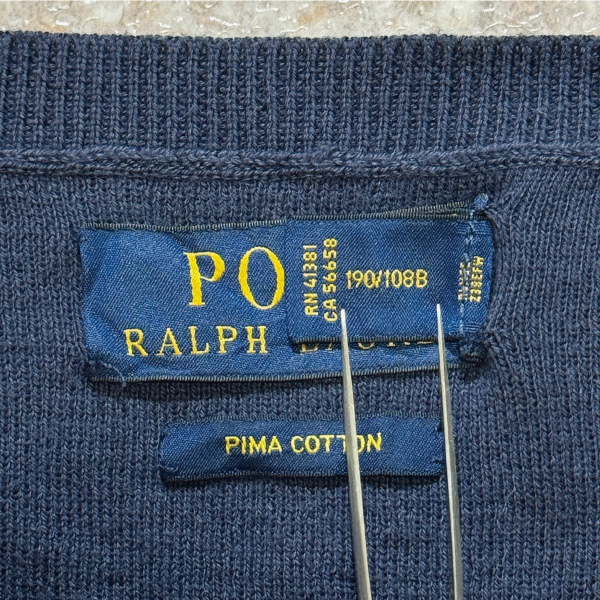 PO
RALPH
RN 41381
CA 56658
190/108B
PIMA COTTON